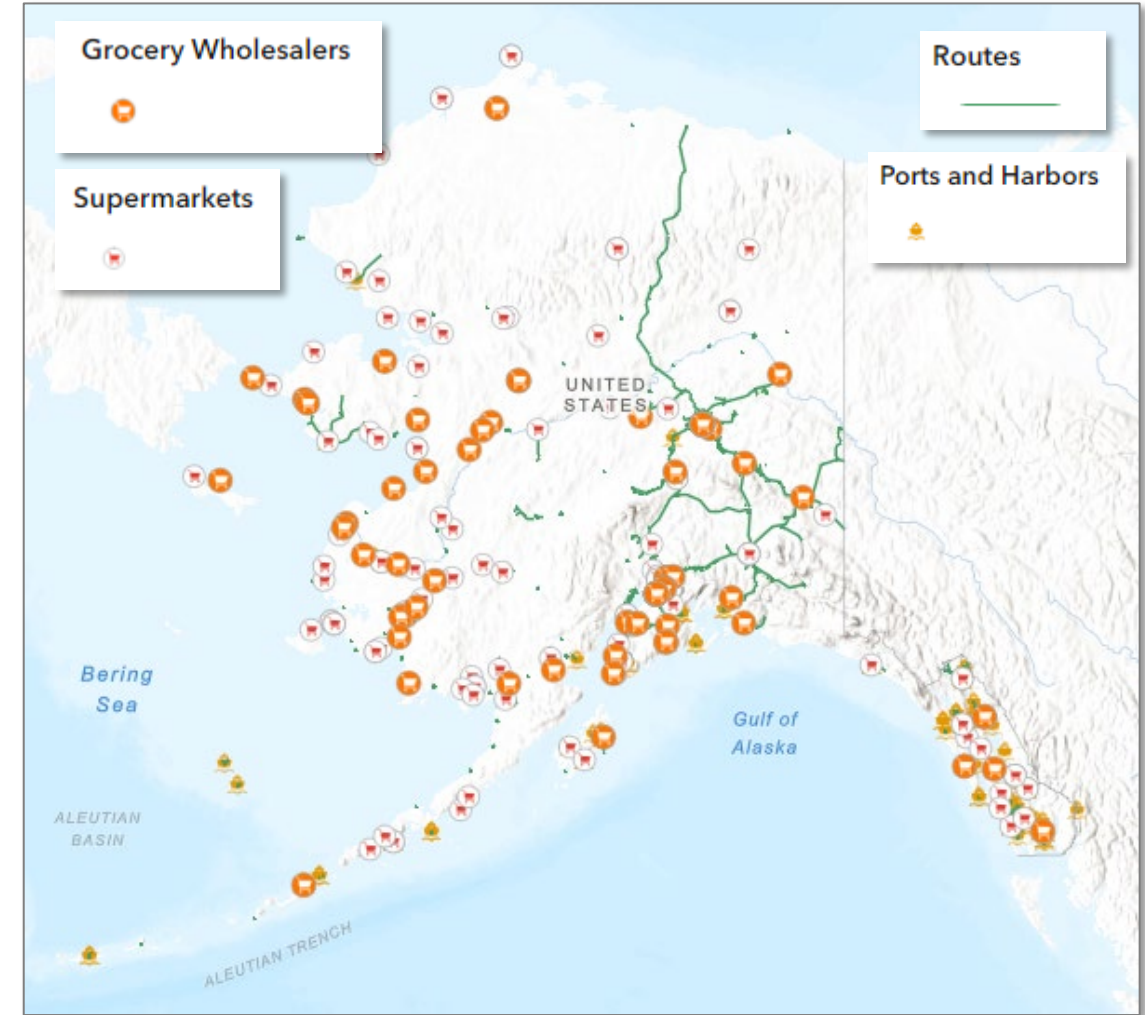 Grocery Wholesalers
Routes
Supermarkets
Ports and Harbors
UNITED
STATES
Bering
Sea
Gulf of
Alaska
ALEUTIAN
BASIN
ALEUTIAN TRENCH